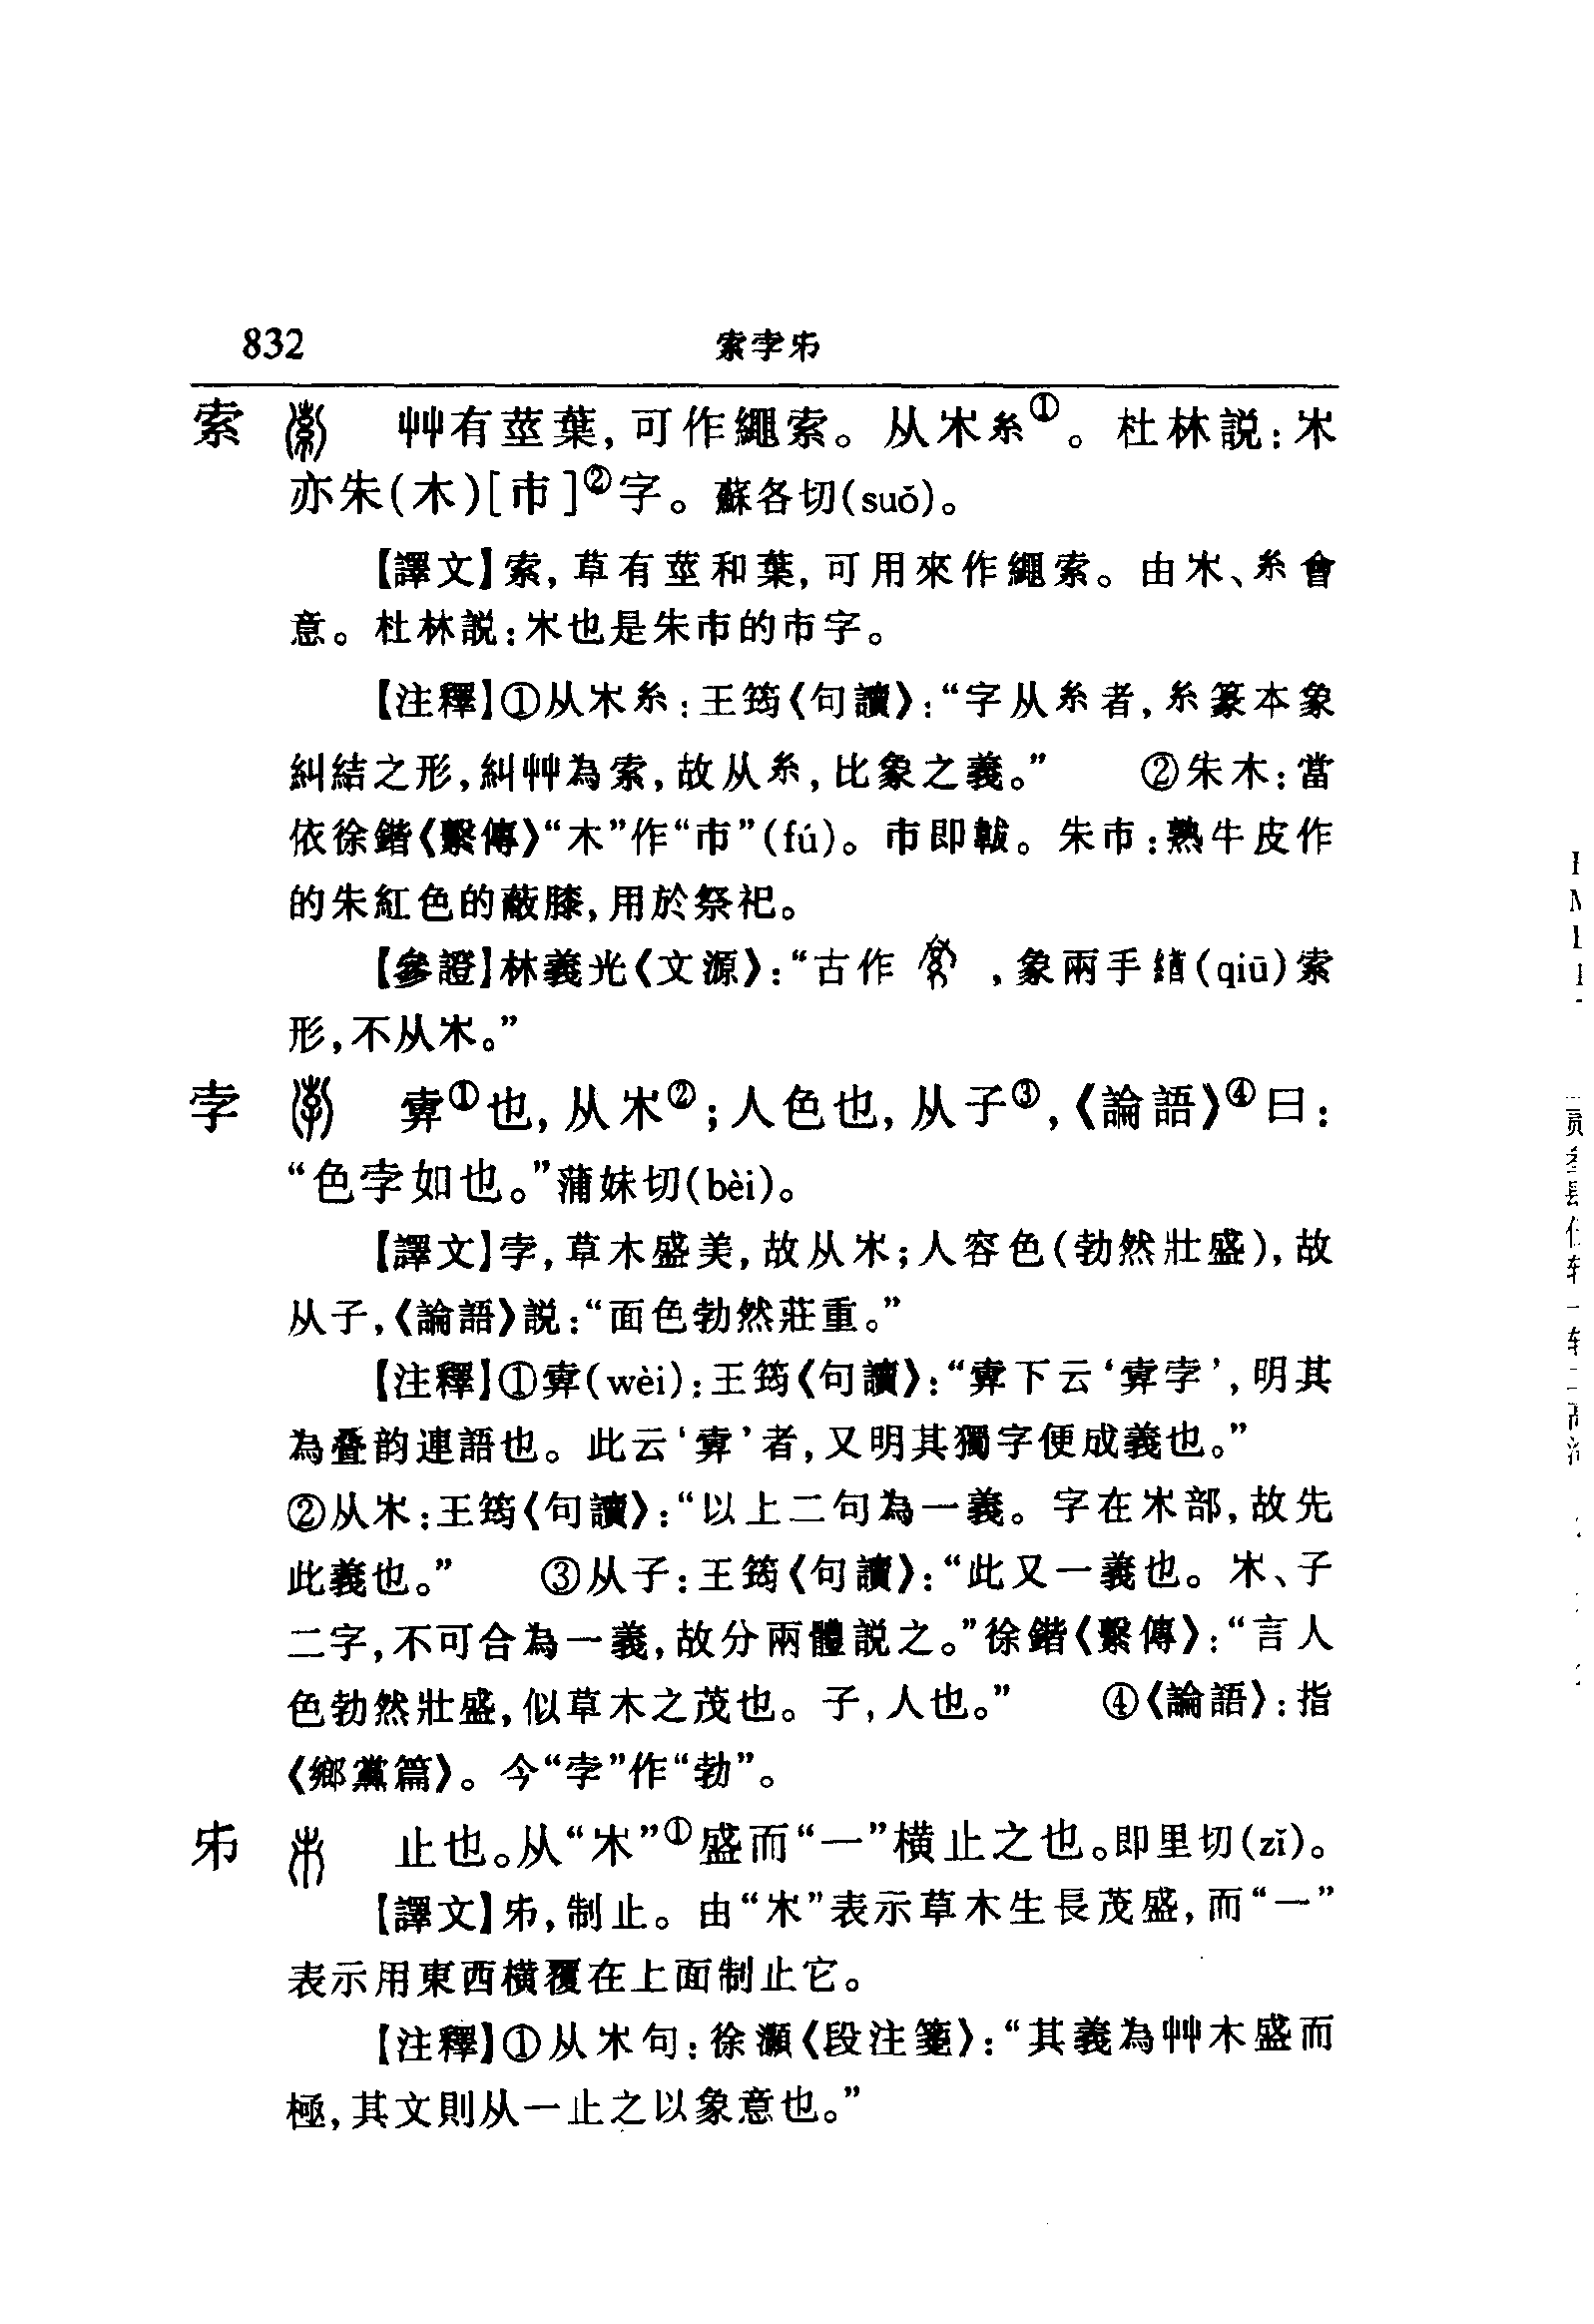 832 索孛𣎵
索 艸有莖葉,可作繩索。从𣎵糸①。杜林説:𣎵
亦朱(木)[巿]②字。蘇各切(suǒ)。
【譯文】索,草有莖和葉,可用來作繩索。由𣎵、糸會
意。杜林説:𣎵也是朱巿的巿字。
【注釋】①从𣎵糸:王筠《句讀》:“字从糸者,糸篆本象
糾結之形,糾艸為索,故从糸,比象之義。” ②朱木:當
依徐鍇《繫傳》“木”作“巿”(fú)。巿即韍。朱巿:熟牛皮作
的朱紅色的蔽膝,用於祭祀。
【參證】林義光《文源》:“古作 ,象兩手緧(qiū)索
形,不从𣎵。”
孛 𡴆①也,从𣎵②;人色也,从子③,《論語》④曰:
“色孛如也。”蒲妹切(bèi)。
【譯文】孛,草木盛美,故从𣎵;人容色(勃然壯盛),故
从子,《論語》説:“面色勃然莊重。”
【注釋】①𡴆(wèi):王筠《句讀》:“𡴆下云‘𡴆孛’,明其
為疊韵連語也。此云‘𡴆’者,又明其獨字便成義也。”
②从𣎵:王筠《句讀》:“以上二句為一義。字在𣎵部,故先
此義也。” ③从子:王筠《句讀》:“此又一義也。𣎵、子
二字,不可合為一義,故分兩體説之。”徐鍇《繫傳》:“言人
色勃然壯盛,似草木之茂也。子,人也。” ④《論語》:指
《鄉黨篇》。今“孛”作“勃”。
𠂔 止也。从“𣎵”①盛而“一”橫止之也。即里切(zǐ)。
【譯文】𠂔,制止。由“𣎵”表示草木生長茂盛,而“一”
表示用東西橫覆在上面制止它。
【注釋】①从𣎵句:徐灝《段注箋》:“其義為艸木盛而
極,其文則从一止之以象意也。”